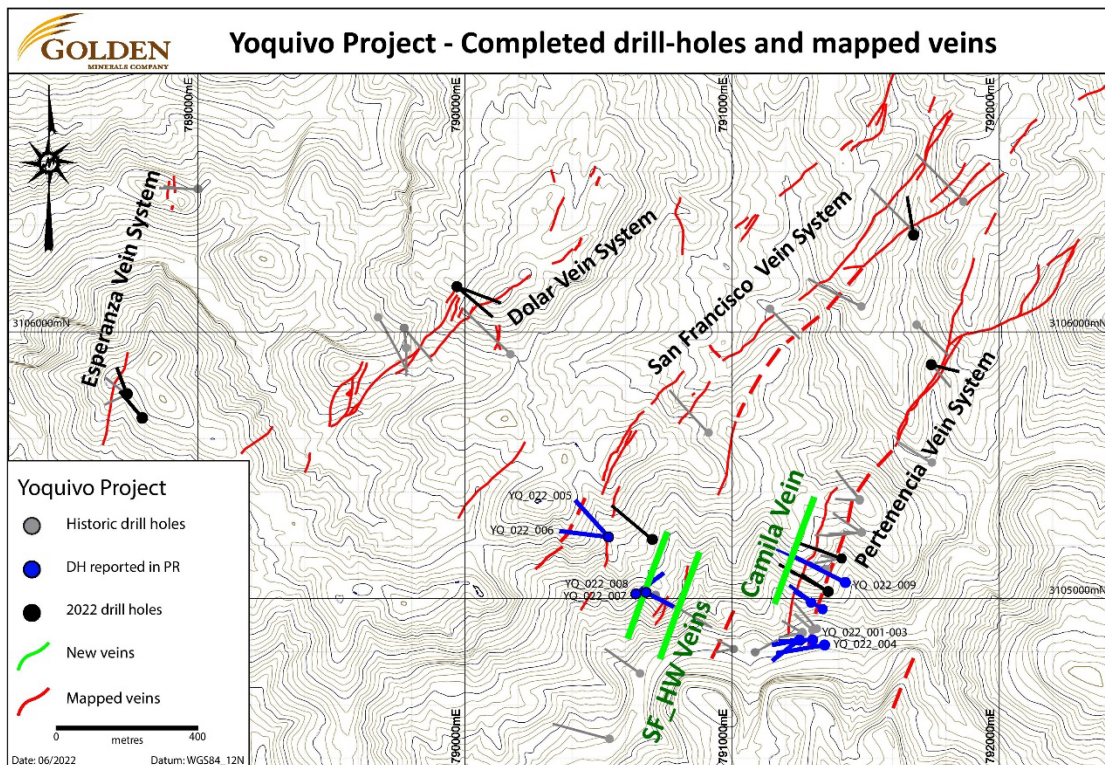 GOLDEN
MINERALS COMPANY
Yoquivo Project - Completed drill-holes and mapped veins
789000mE
790000mE
791000mE
792000mE
N
Esperanza Vein System
Dolar Vein System
San Francisco Vein System
3106000mN
3106000mN
Pertenencia Vein System
Camila Vein
YQ_022_005
YQ_022_006
YQ_022_008
YQ_022_007
YQ_022_009
3105000mN
YQ_022_001-003
YQ_022_004
SF_HW Veins
790000mE
791000mE
792000mE
Yoquivo Project
Historic drill holes
DH reported in PR
2022 drill holes
New veins
Mapped veins
0 400
metres
Date: 06/2022 Datum: WGS84_12N